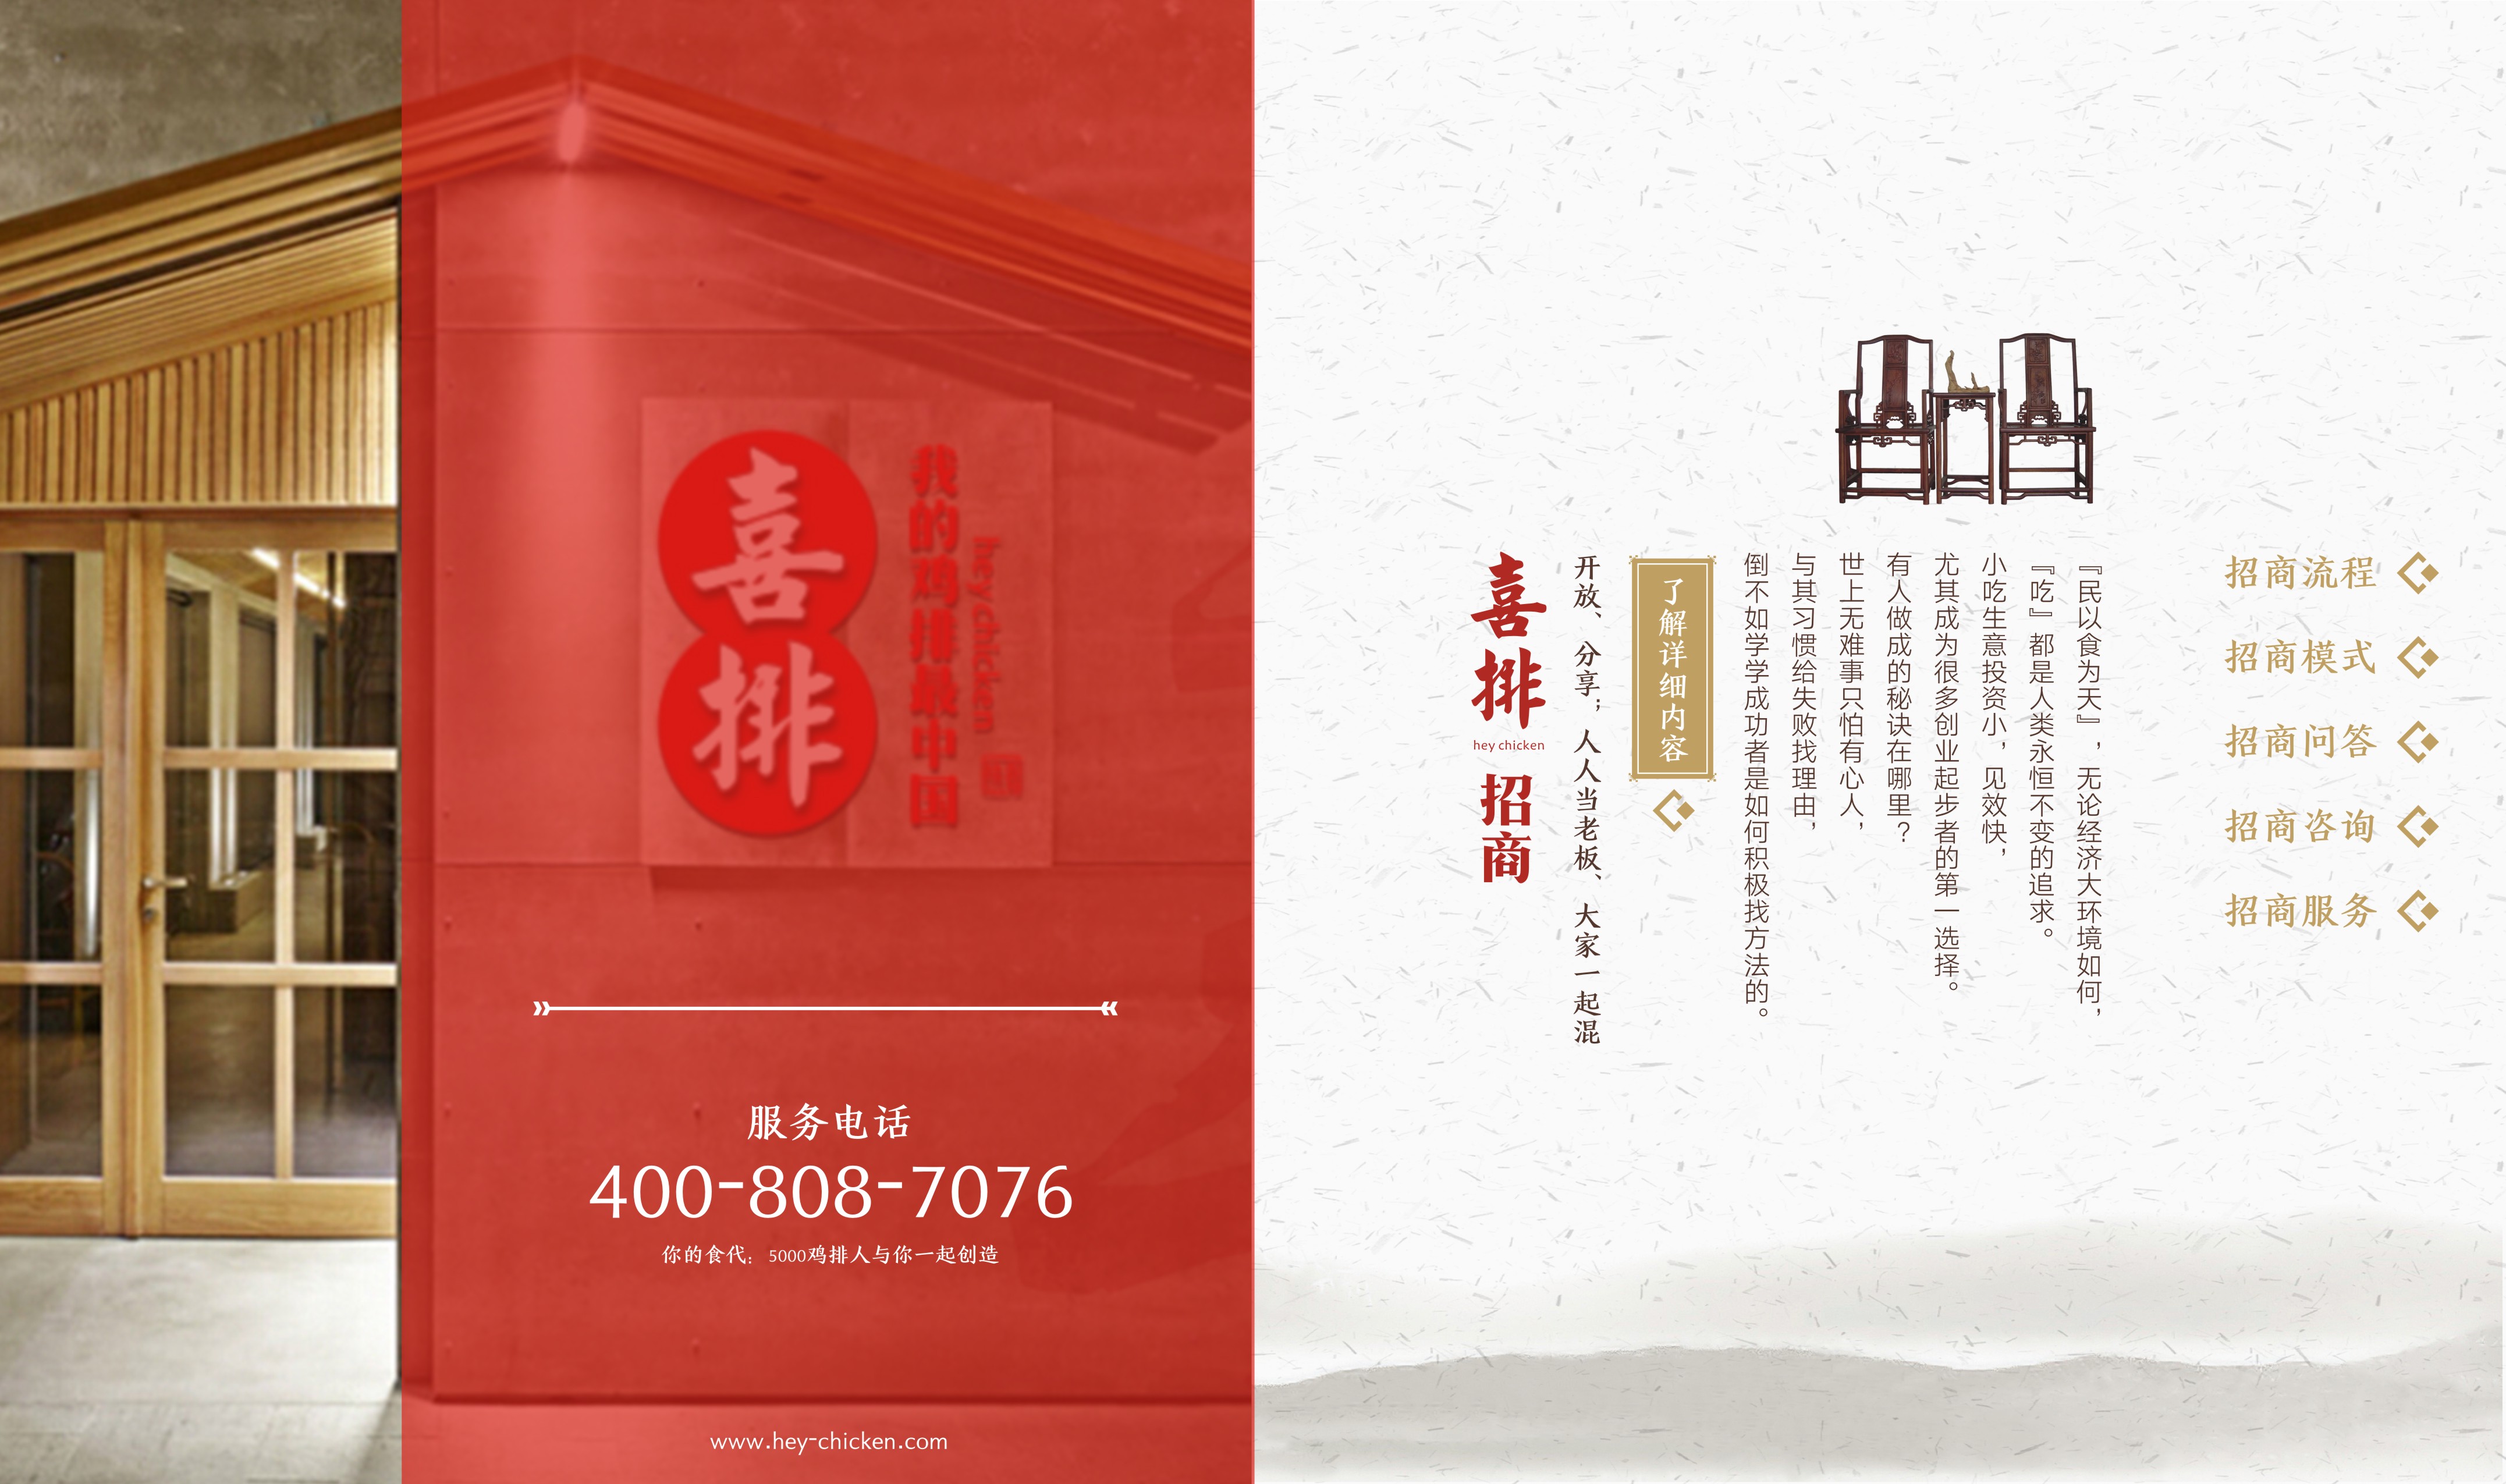 喜排
我的鸡排最中国
hey chicken
服务电话
400-808-7076
你的食代：5000鸡排人与你一起创造
www.hey-chicken.com
喜排
hey chicken
招商
开放、分享；人人当老板、大家一起混
了解详细内容
『民以食为天』，无论经济大环境如何，
『吃』都是人类永恒不变的追求。
小吃生意投资小，见效快，
尤其成为很多创业起步者的第一选择。
有人做成的秘诀在哪里？
世上无难事只怕有心人，
与其习惯给失败找理由，
倒不如学学成功者是如何积极找方法的。
招商流程
招商模式
招商问答
招商咨询
招商服务